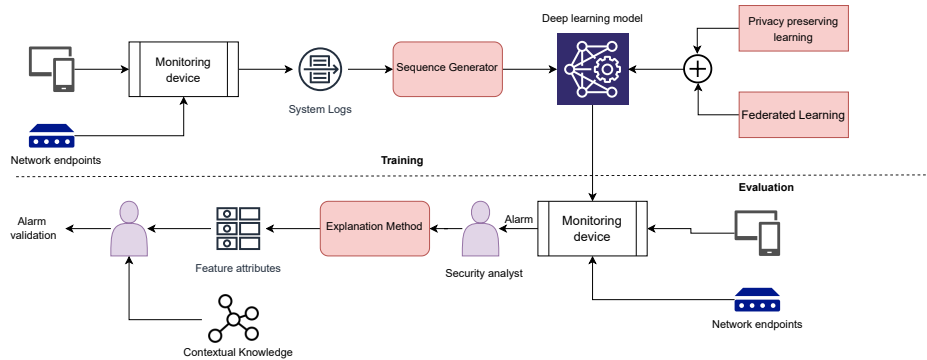 Deep learning model
Privacy preserving
learning
Monitoring
device
Sequence Generator
System Logs
Federated Learning
Network endpoints
Training
Evaluation
Alarm
validation
Explanation Method
Alarm
Monitoring
device
Feature attributes
Security analyst
Network endpoints
Contextual Knowledge